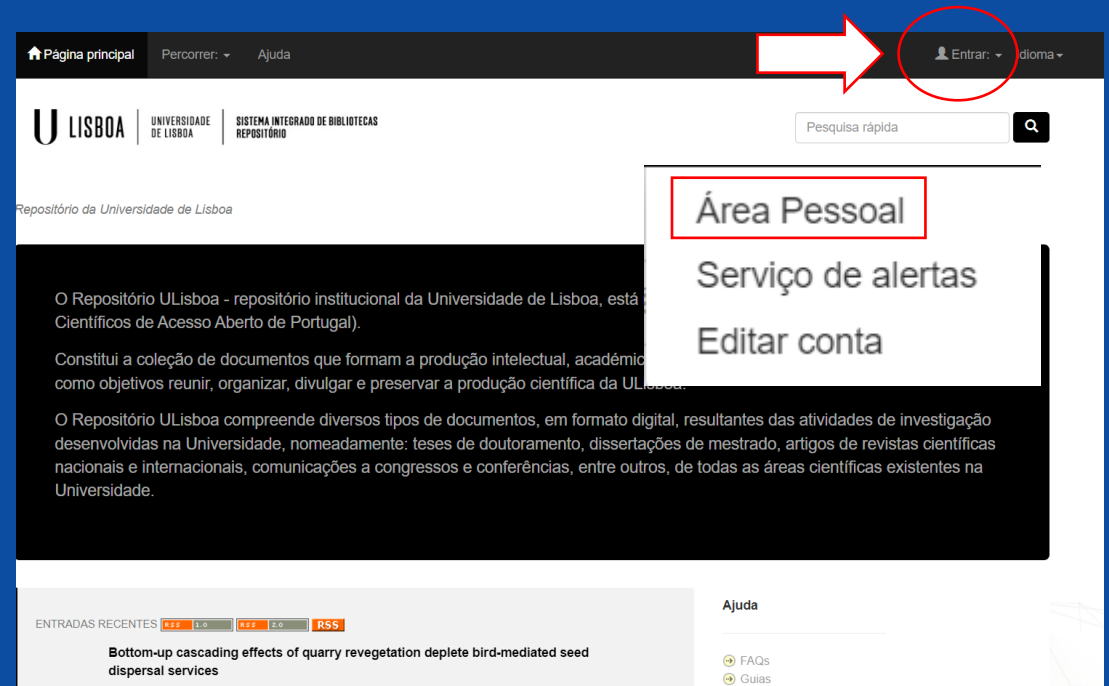 Página principal Percorrer: Ajuda Entrar: dioma
U LISBOA UNIVERSIDADE DE LISBOA SISTEMA INTEGRADO DE BIBLIOTECAS REPOSITÓRIO
Pesquisa rápida
Repositório da Universidade de Lisboa
Área Pessoal
Serviço de alertas
Editar conta
O Repositório ULisboa - repositório institucional da Universidade de Lisboa, está
Científicos de Acesso Aberto de Portugal).
Constitui a coleção de documentos que formam a produção intelectual, académic
como objetivos reunir, organizar, divulgar e preservar a produção científica da ULisboa.
O Repositório ULisboa compreende diversos tipos de documentos, em formato digital, resultantes das atividades de investigação
desenvolvidas na Universidade, nomeadamente: teses de doutoramento, dissertações de mestrado, artigos de revistas científicas
nacionais e internacionais, comunicações a congressos e conferências, entre outros, de todas as áreas científicas existentes na
Universidade.
ENTRADAS RECENTES RSS 1.0 RSS 2.0 RSS
Bottom-up cascading effects of quarry revegetation deplete bird-mediated seed
dispersal services
Ajuda
FAQs
Guias